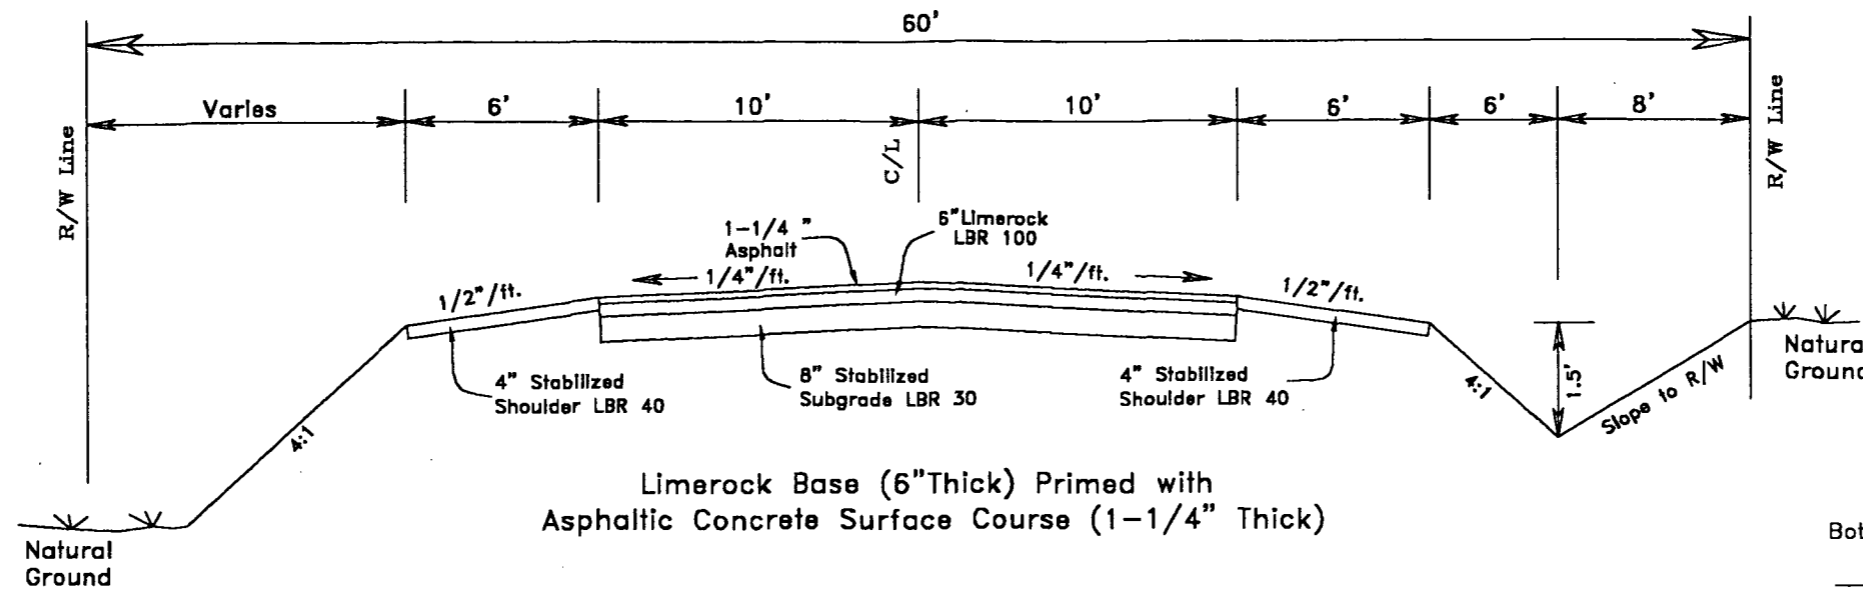 60'
Varies
6'
10'
10'
6'
6'
8'
R/W Line
C/L
R/W Line
1-1/4 "
Asphalt
6"Limerock
LBR 100
1/2"/ft.
1/4"/ft.
1/4"/ft.
1/2"/ft.
4" Stabilized
Shoulder LBR 40
8" Stabilized
Subgrade LBR 30
4" Stabilized
Shoulder LBR 40
4:1
4:1
1.5'
Slope to R/W
Natura
Ground
Limerock Base (6"Thick) Primed with
Asphaltic Concrete Surface Course (1-1/4" Thick)
Natural
Ground
Bot